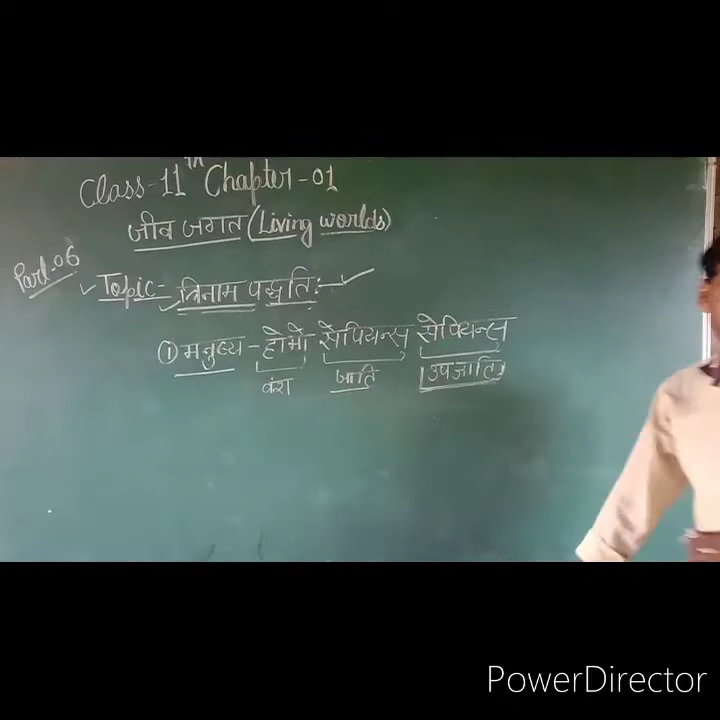 Class-11th Chapter-01
जीव जगत (Living worlds)
Part-06
Topic- त्रिनाम पद्धति:-
① मनुष्य - होमो सेपियन्स सेपियन्स
वंश जाति उपजाति
PowerDirector